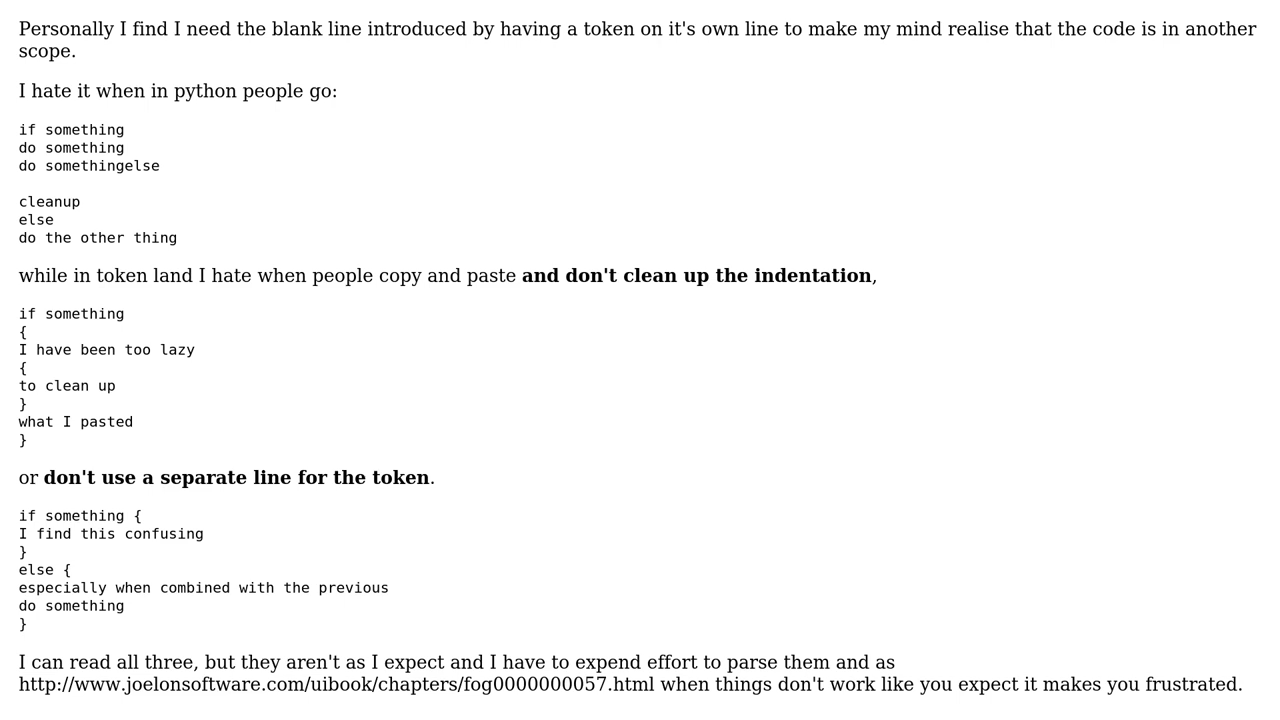 Personally I find I need the blank line introduced by having a token on it's own line to make my mind realise that the code is in another
scope.
I hate it when in python people go:
if something
do something
do somethingelse
cleanup
else
do the other thing
while in token land I hate when people copy and paste and don't clean up the indentation,
if something
{
I have been too lazy
{
to clean up
}
what I pasted
}
or don't use a separate line for the token.
if something {
I find this confusing
}
else {
especially when combined with the previous
do something
}
I can read all three, but they aren't as I expect and I have to expend effort to parse them and as
http://www.joelonsoftware.com/uibook/chapters/fog0000000057.html when things don't work like you expect it makes you frustrated.